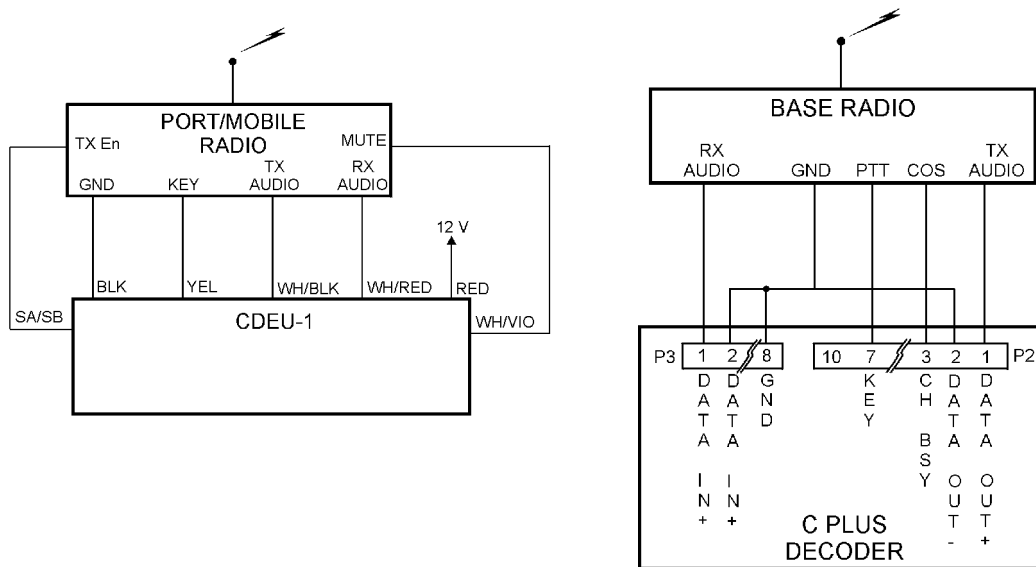 PORT/MOBILE
RADIO
TX En
MUTE
GND
KEY
TX
AUDIO
RX
AUDIO
12 V
BLK
YEL
WH/BLK
WH/RED
RED
SA/SB
CDEU-1
WH/VIO
BASE RADIO
RX
AUDIO
GND
PTT
COS
TX
AUDIO
P3
1
2
8
10
7
3
2
1
P2
DATA IN+
DATA IN+
GND
KEY
CH BSY
DATA OUT-
DATA OUT+
C PLUS
DECODER